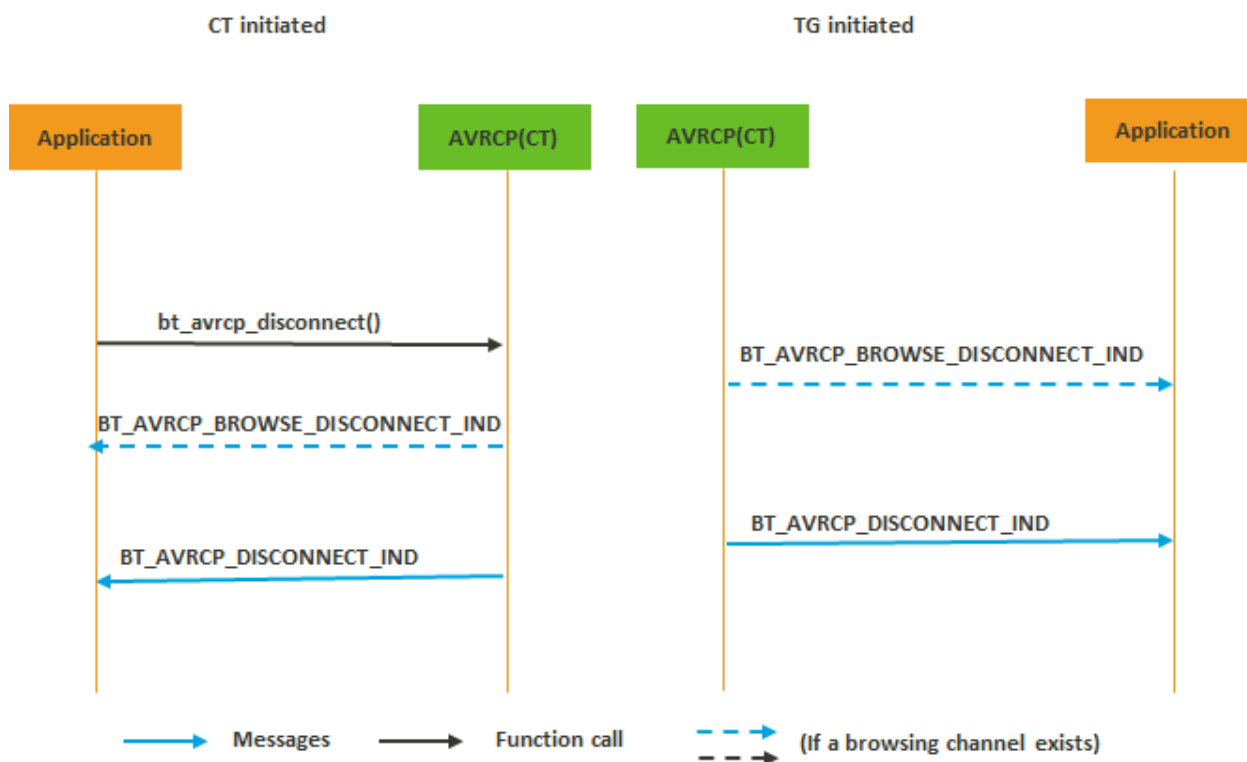 CT initiated
TG initiated
Application
AVRCP(CT)
AVRCP(CT)
Application
bt_avrcp_disconnect()
BT_AVRCP_BROWSE_DISCONNECT_IND
BT_AVRCP_BROWSE_DISCONNECT_IND
BT_AVRCP_DISCONNECT_IND
BT_AVRCP_DISCONNECT_IND
Messages
Function call
(If a browsing channel exists)